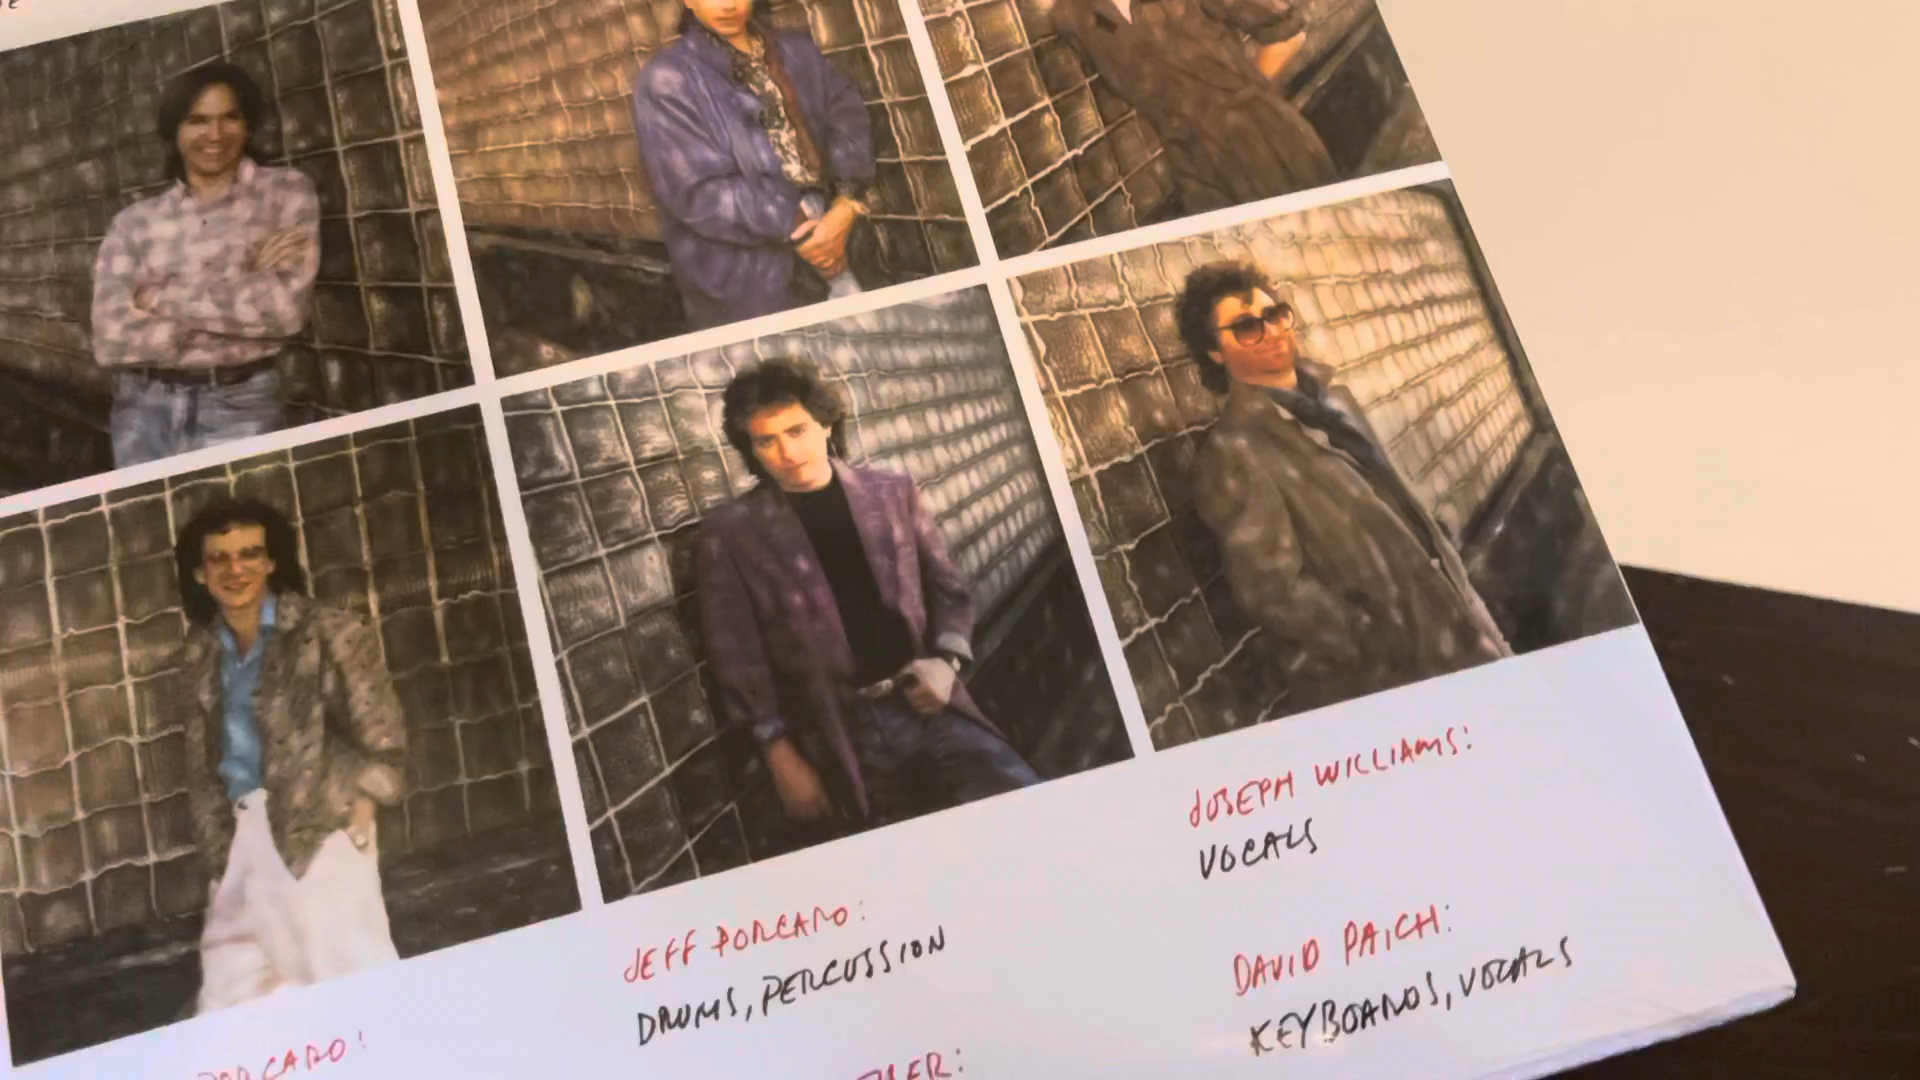 JOSEPH WILLIAMS:
VOCALS
JEFF PORCARO:
DRUMS, PERCUSSION
DAVID PAICH:
KEYBOARDS, VOCALS
PORCARO: